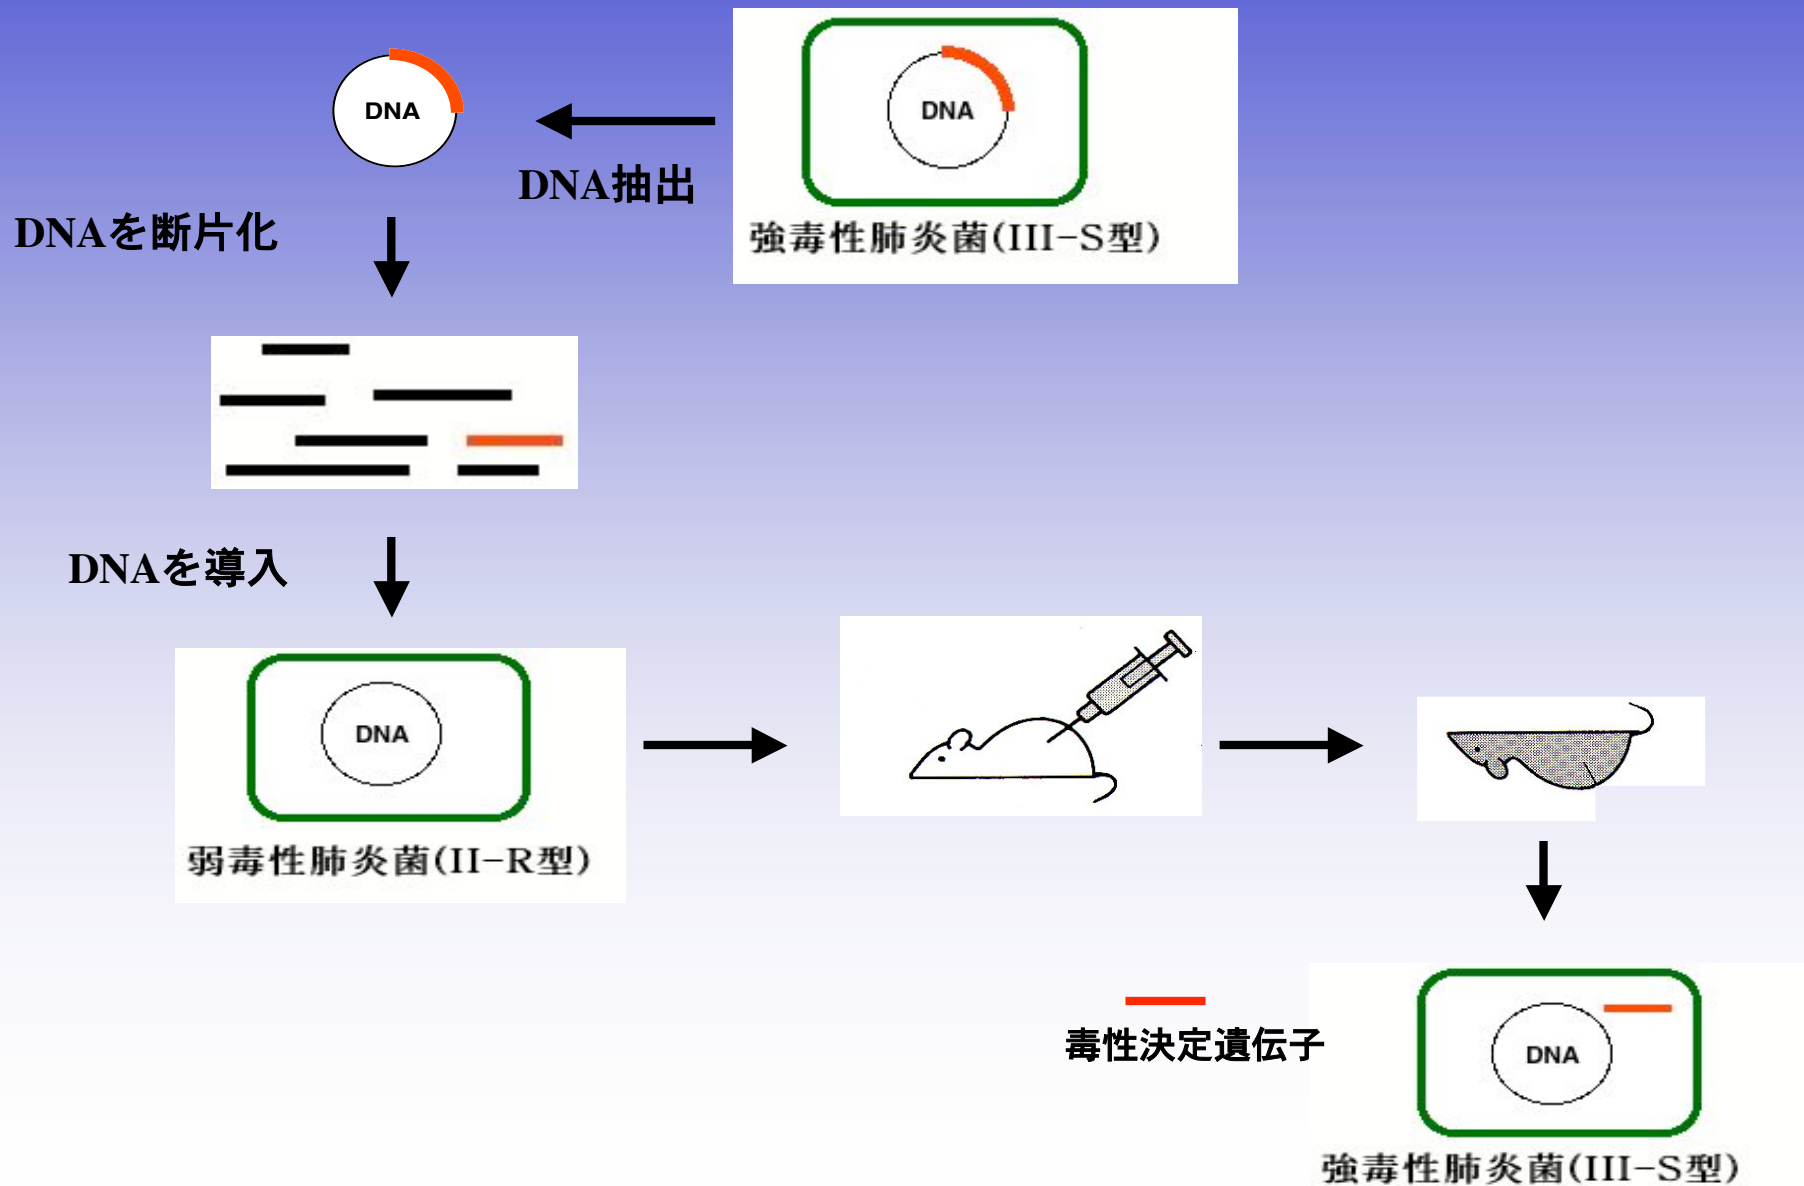 DNA
DNA
DNA抽出
強毒性肺炎菌(III-S型)
DNAを断片化
DNAを導入
DNA
弱毒性肺炎菌(II-R型)
毒性決定遺伝子
DNA
強毒性肺炎菌(III-S型)